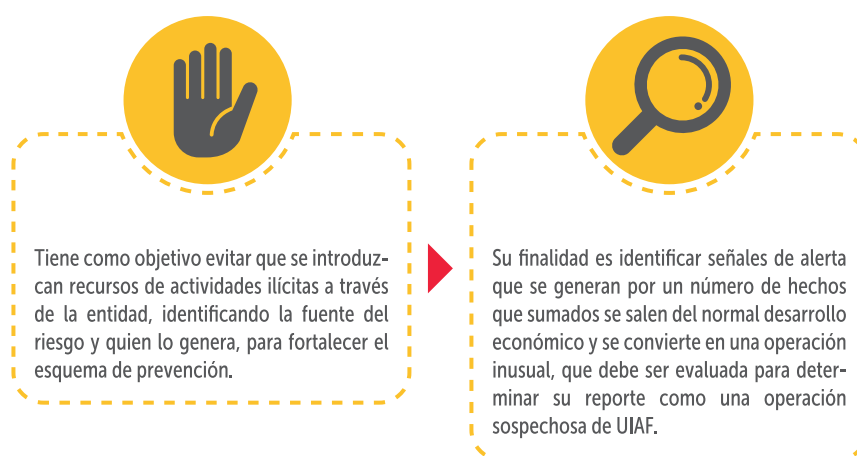 Tiene como objetivo evitar que se introduz-
can recursos de actividades ilícitas a través
de la entidad, identificando la fuente del
riesgo y quien lo genera, para fortalecer el
esquema de prevención.
Su finalidad es identificar señales de alerta
que se generan por un número de hechos
que sumados se salen del normal desarrollo
económico y se convierte en una operación
inusual, que debe ser evaluada para deter-
minar su reporte como una operación
sospechosa de UIAF.